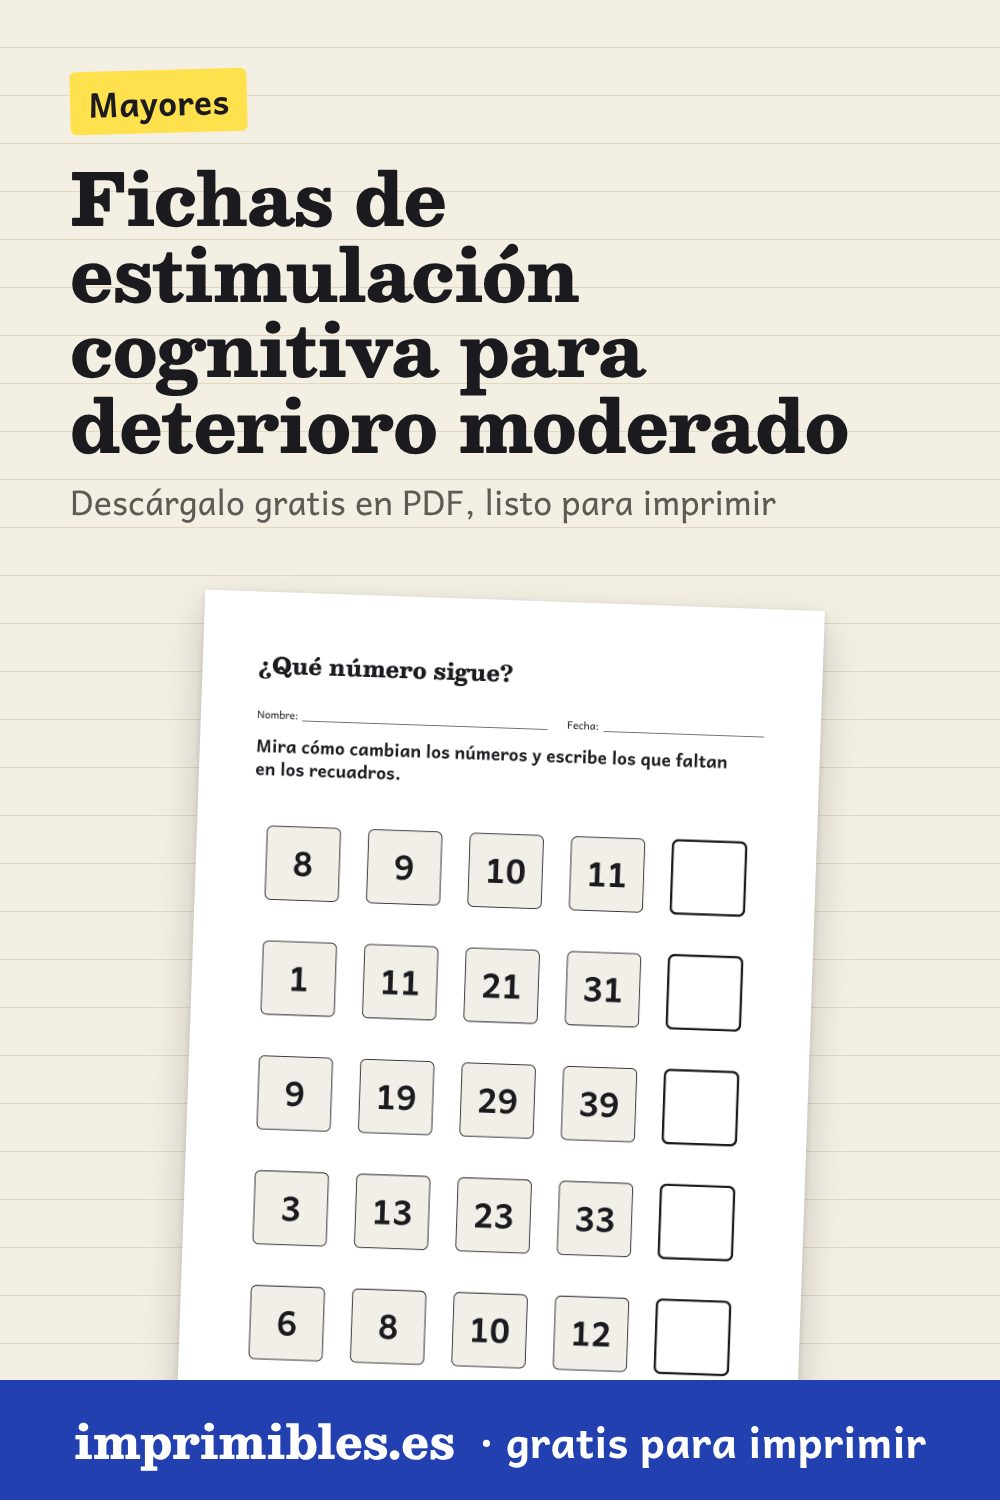 Mayores
Fichas de
estimulación
cognitiva para
deterioro moderado
Descárgalo gratis en PDF, listo para imprimir
¿Qué número sigue?
Nombre: Fecha:
Mira cómo cambian los números y escribe los que faltan
en los recuadros.
8 9 10 11
1 11 21 31
9 19 29 39
3 13 23 33
6 8 10 12
imprimibles.es · gratis para imprimir